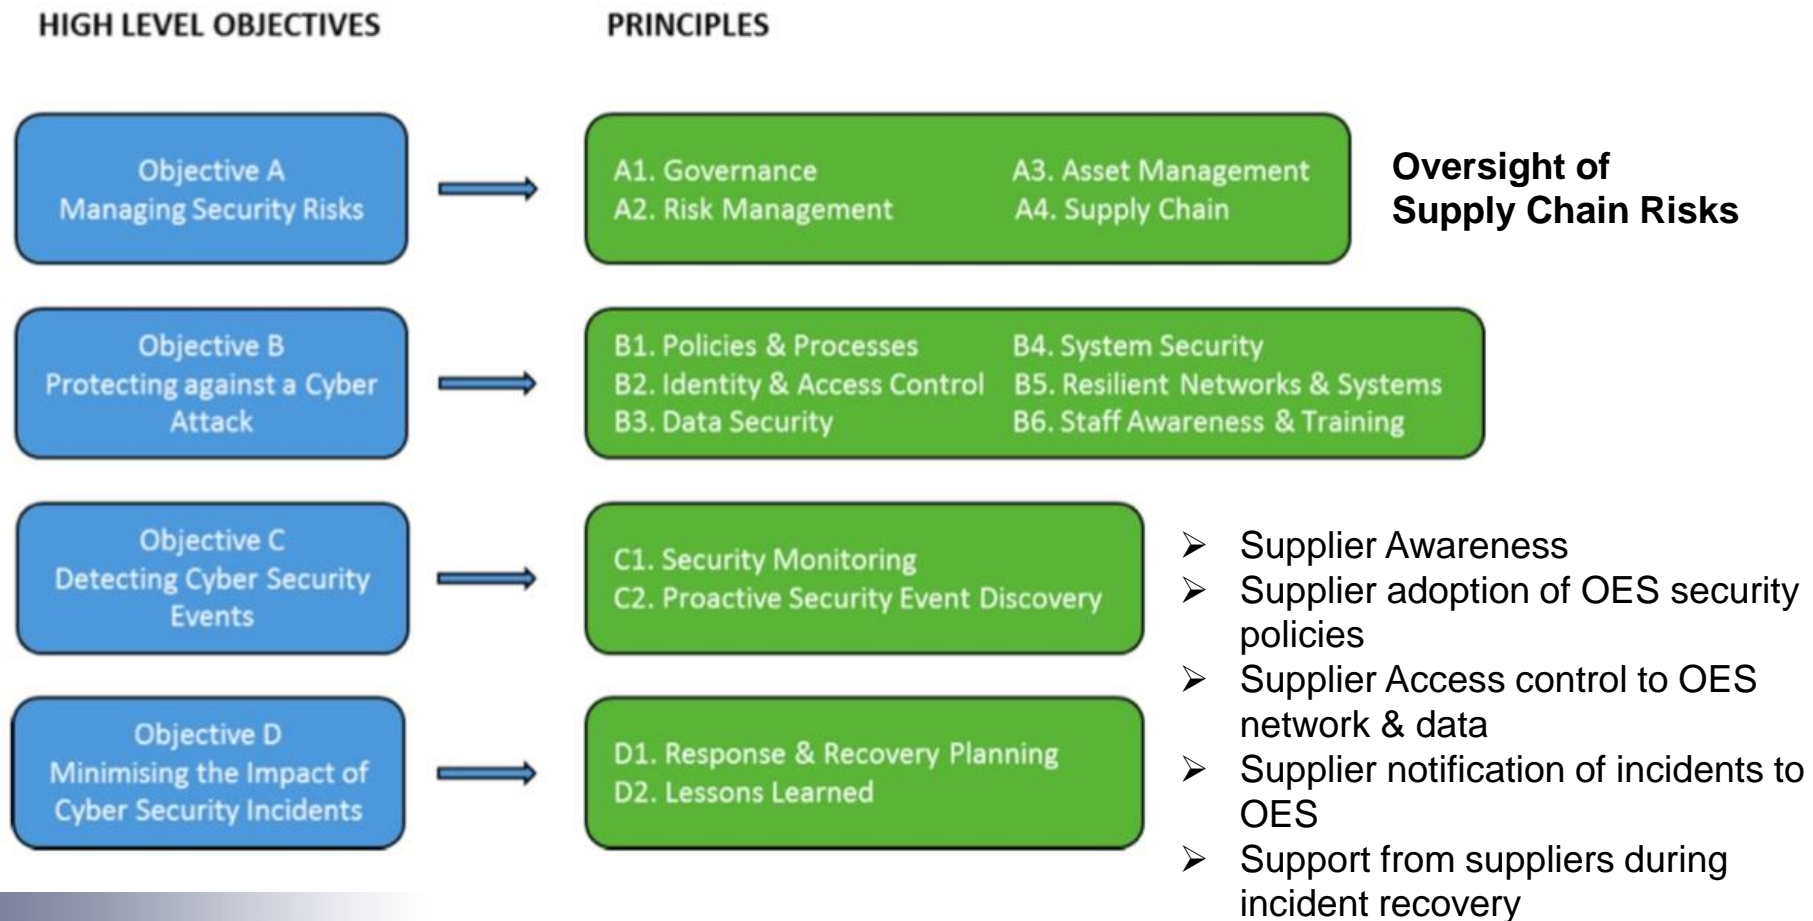 HIGH LEVEL OBJECTIVES
PRINCIPLES
Objective A
Managing Security Risks
A1. Governance
A2. Risk Management
A3. Asset Management
A4. Supply Chain
Oversight of
Supply Chain Risks
Objective B
Protecting against a Cyber
Attack
B1. Policies & Processes
B2. Identity & Access Control
B3. Data Security
B4. System Security
B5. Resilient Networks & Systems
B6. Staff Awareness & Training
Objective C
Detecting Cyber Security
Events
C1. Security Monitoring
C2. Proactive Security Event Discovery
Objective D
Minimising the Impact of
Cyber Security Incidents
D1. Response & Recovery Planning
D2. Lessons Learned
➢ Supplier Awareness
➢ Supplier adoption of OES security
policies
➢ Supplier Access control to OES
network & data
➢ Supplier notification of incidents to
OES
➢ Support from suppliers during
incident recovery